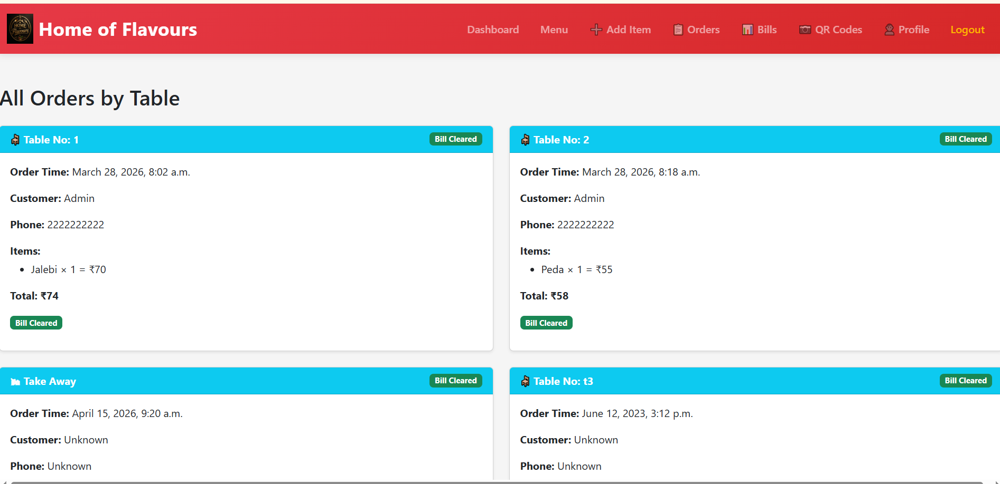 HOME
Flavours
Home of Flavours
Dashboard
Menu
Add Item
Orders
Bills
QR Codes
Profile
Logout
All Orders by Table
Table No: 1
Bill Cleared
Order Time: March 28, 2026, 8:02 a.m.
Customer: Admin
Phone: 2222222222
Items:
• Jalebi × 1 = ₹70
Total: ₹74
Bill Cleared
Table No: 2
Bill Cleared
Order Time: March 28, 2026, 8:18 a.m.
Customer: Admin
Phone: 2222222222
Items:
• Peda × 1 = ₹55
Total: ₹58
Bill Cleared
Take Away
Bill Cleared
Order Time: April 15, 2026, 9:20 a.m.
Customer: Unknown
Phone: Unknown
Table No: t3
Bill Cleared
Order Time: June 12, 2023, 3:12 p.m.
Customer: Unknown
Phone: Unknown